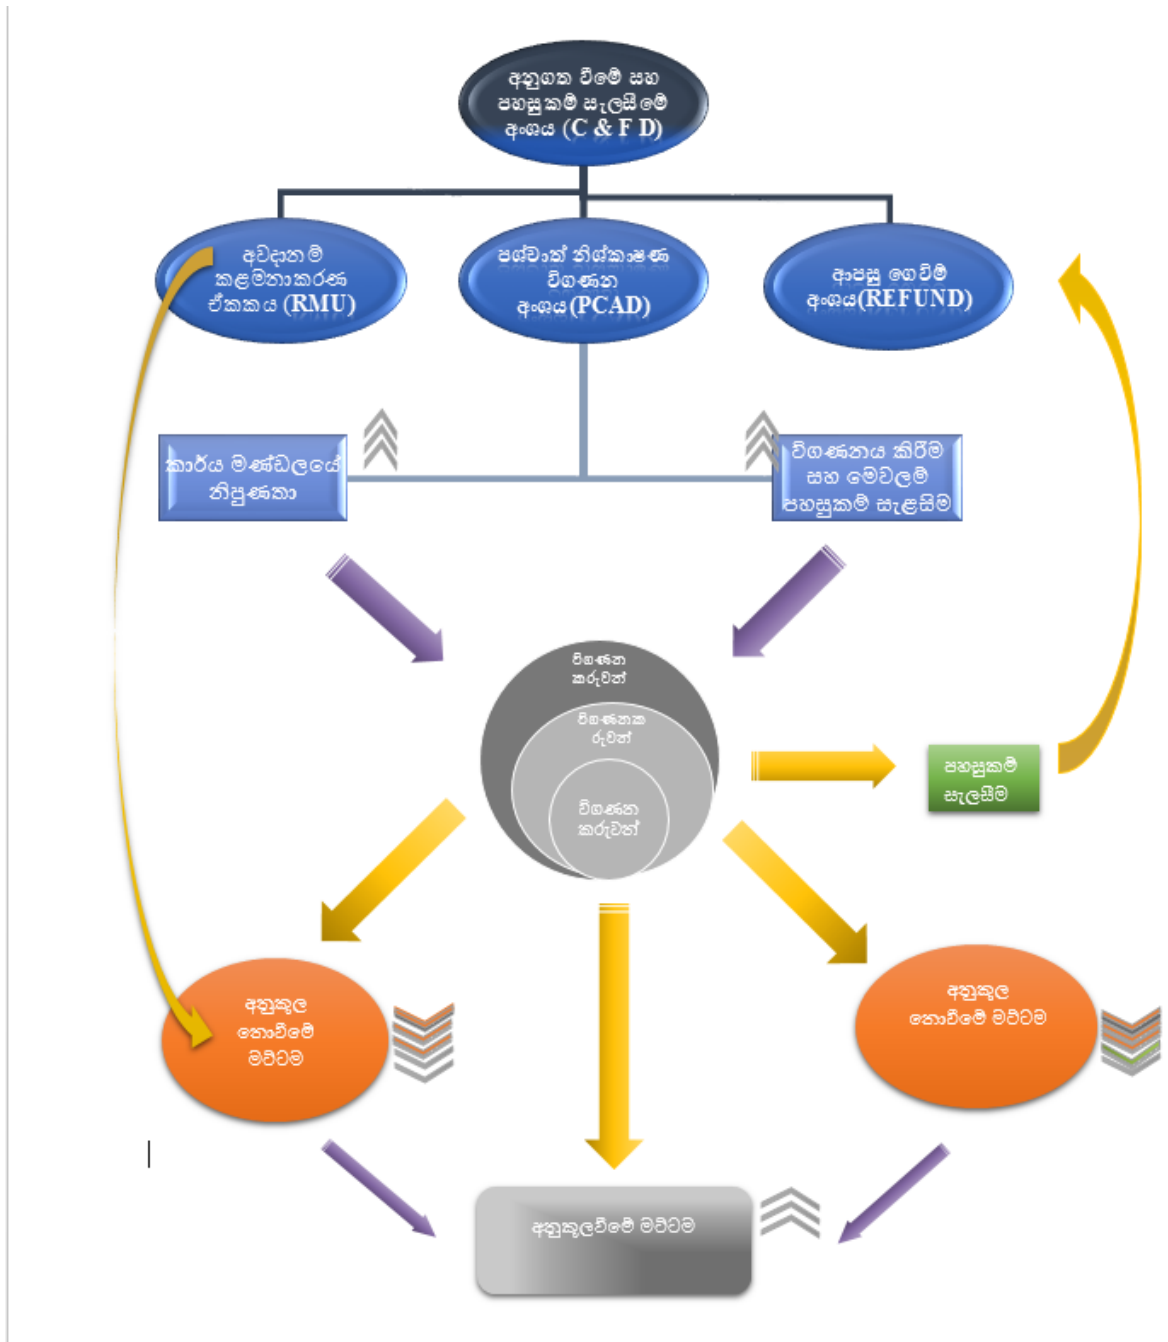 අනුගත වීමේ සහ
පහසුකම් සැලසීමේ
අංශය (C & F D)
අවදානම්
කළමනාකරණ
ඒකකය (RMU)
පශ්චාත් නිශ්කාෂණ
විගණන
අංශය(PCAD)
ආපසු ගෙවීම්
අංශය(REFUND)
කාර්ය මණ්ඩලයේ
නිපුණතා
විගණනය කිරීම
සහ මෙවලම්
පහසුකම් සැළසීම
විගණන
කරුවන්
විගණනක
රුවන්
විගණන
කරුවන්
පහසුකම්
සැලසීම
අනුකූල
නොවීමේ
මට්ටම
අනුකූල
නොවීමේ මට්ටම
අනුකූලවීමේ මට්ටම